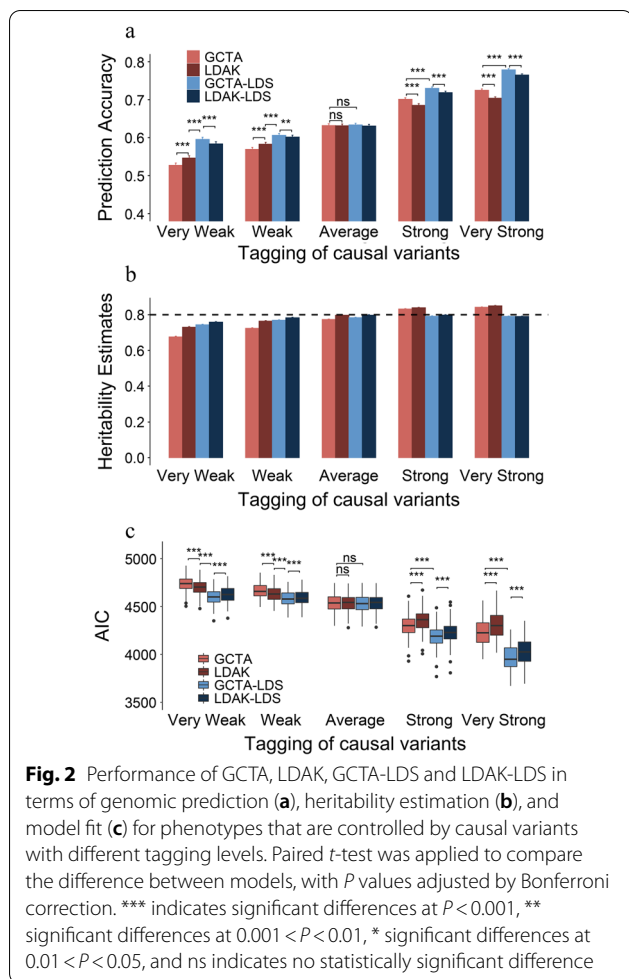 a
GCTA
LDAK
GCTA-LDS
LDAK-LDS
*** *** ***
*** *** ***
*** *** **
ns
ns
*** ***
***
*** ***
***
Prediction Accuracy
0.8
0.7
0.6
0.5
0.4
Very Weak Weak Average Strong Very Strong
Tagging of causal variants
b
Heritability Estimates
0.8
0.6
0.4
0.2
0.0
Very Weak Weak Average Strong Very Strong
Tagging of causal variants
c
*** *** ***
*** *** ***
ns
ns
***
*** ***
***
*** ***
AIC
5000
4500
4000
3500
GCTA
LDAK
GCTA-LDS
LDAK-LDS
Very Weak Weak Average Strong Very Strong
Tagging of causal variants
Fig. 2 Performance of GCTA, LDAK, GCTA-LDS and LDAK-LDS in
terms of genomic prediction (a), heritability estimation (b), and
model fit (c) for phenotypes that are controlled by causal variants
with different tagging levels. Paired t-test was applied to compare
the difference between models, with P values adjusted by Bonferroni
correction. *** indicates significant differences at P < 0.001, **
significant differences at 0.001 < P < 0.01, * significant differences at
0.01 < P < 0.05, and ns indicates no statistically significant difference